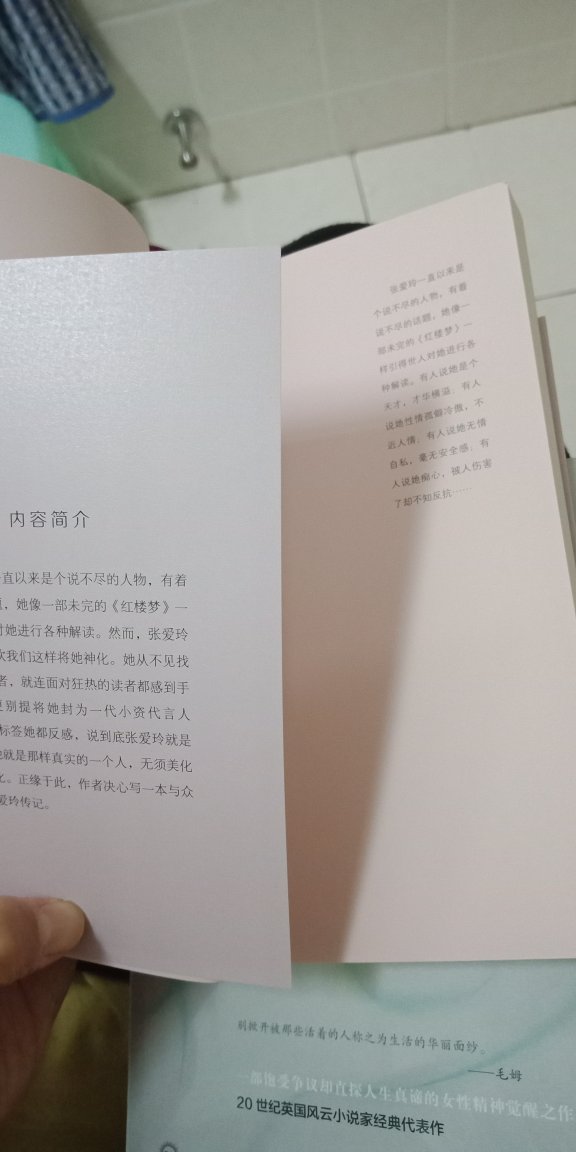 内容简介
直以来是个说不尽的人物，有着
，她像一部未完的《红楼梦》一
对她进行各种解读。然而，张爱玲
欢我们这样将她神化。她从不见找
者，就连面对狂热的读者都感到手
更别提将她封为一代小资代言人
标签她都反感，说到底张爱玲就是
她就是那样真实的一个人，无须美化
化。正缘于此，作者决心写一本与众
爱玲传记。
张爱玲一直以来是
个说不尽的人物，有着
说不尽的话题，她像一
部未完的《红楼梦》一
样引得世人对她进行各
种解读。有人说她是个
天才，才华横溢；有人
说她性情孤僻冷傲，不
近人情；有人说她无情
自私，毫无安全感；有
人说她痴心，被人伤害
了却不知反抗……
别掀开被那些活着的人称之为生活的华丽面纱。
——毛姆
一部饱受争议却直探人生真谛的女性精神觉醒之作
20世纪英国风云小说家经典代表作